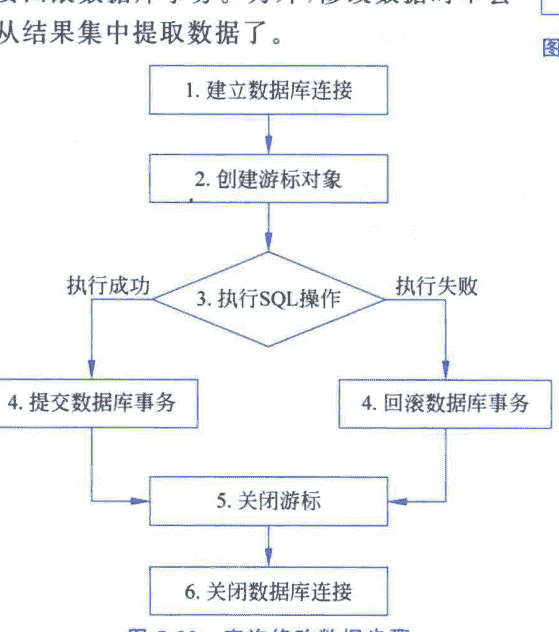 从结果集中提取数据了。
图
1. 建立数据库连接
2. 创建游标对象
执行成功
3. 执行SQL操作
执行失败
4. 提交数据库事务
4. 回滚数据库事务
5. 关闭游标
6. 关闭数据库连接